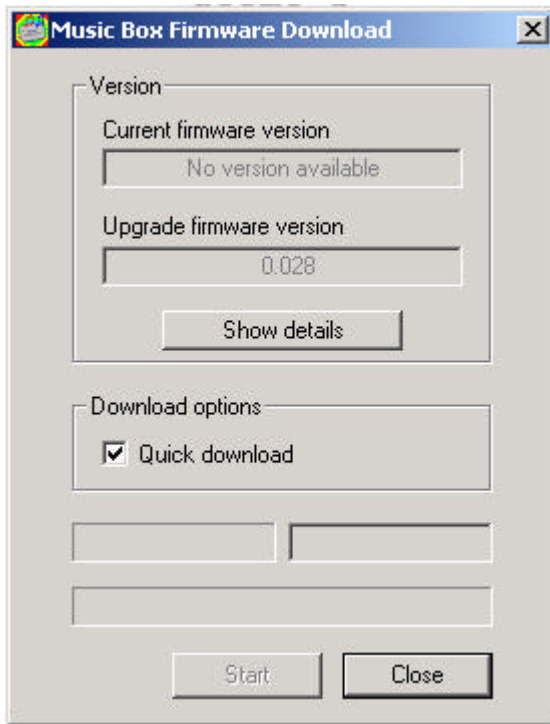 Music Box Firmware Download
Version
Current firmware version
No version available
Upgrade firmware version
0.028
Show details
Download options
Quick download
Start
Close